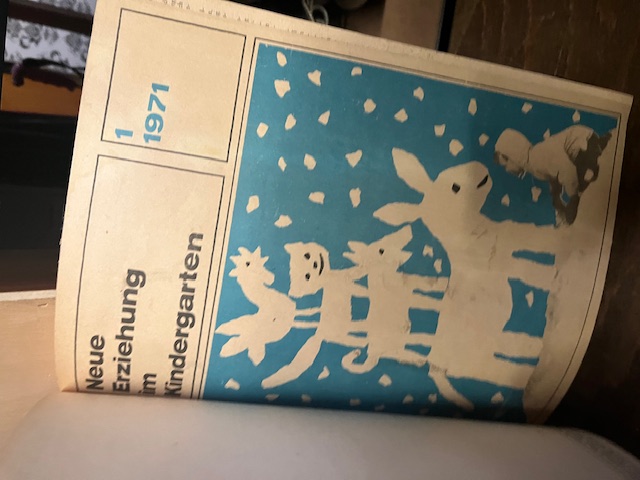 1
1971
Neue
Erziehung
im
Kindergarten